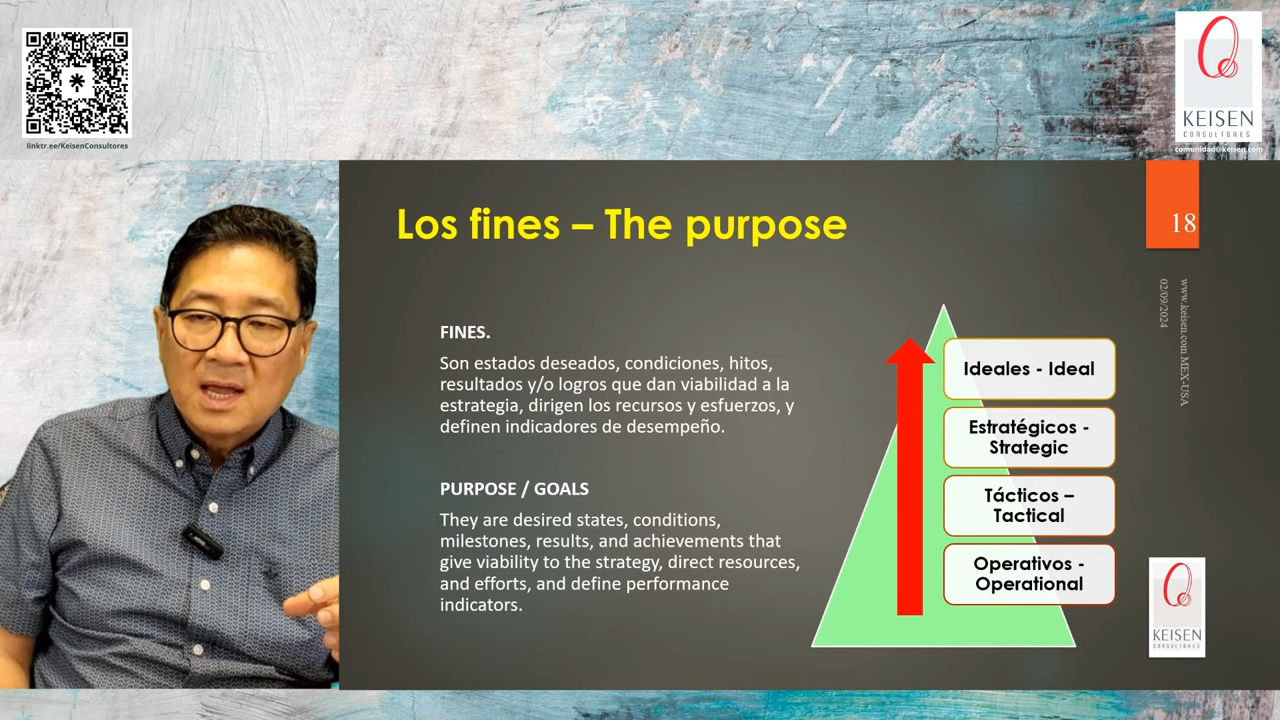 linktr.ee/KeisenConsultores
KEISEN
CONSULTORES
comunidad@keisen.com
Los fines – The purpose
18
www.keisen.com MEX-USA
02/09/2024
FINES.
Son estados deseados, condiciones, hitos,
resultados y/o logros que dan viabilidad a la
estrategia, dirigen los recursos y esfuerzos, y
definen indicadores de desempeño.
PURPOSE / GOALS
They are desired states, conditions,
milestones, results, and achievements that
give viability to the strategy, direct resources,
and efforts, and define performance
indicators.
Ideales - Ideal
Estratégicos -
Strategic
Tácticos –
Tactical
Operativos -
Operational
KEISEN
CONSULTORES